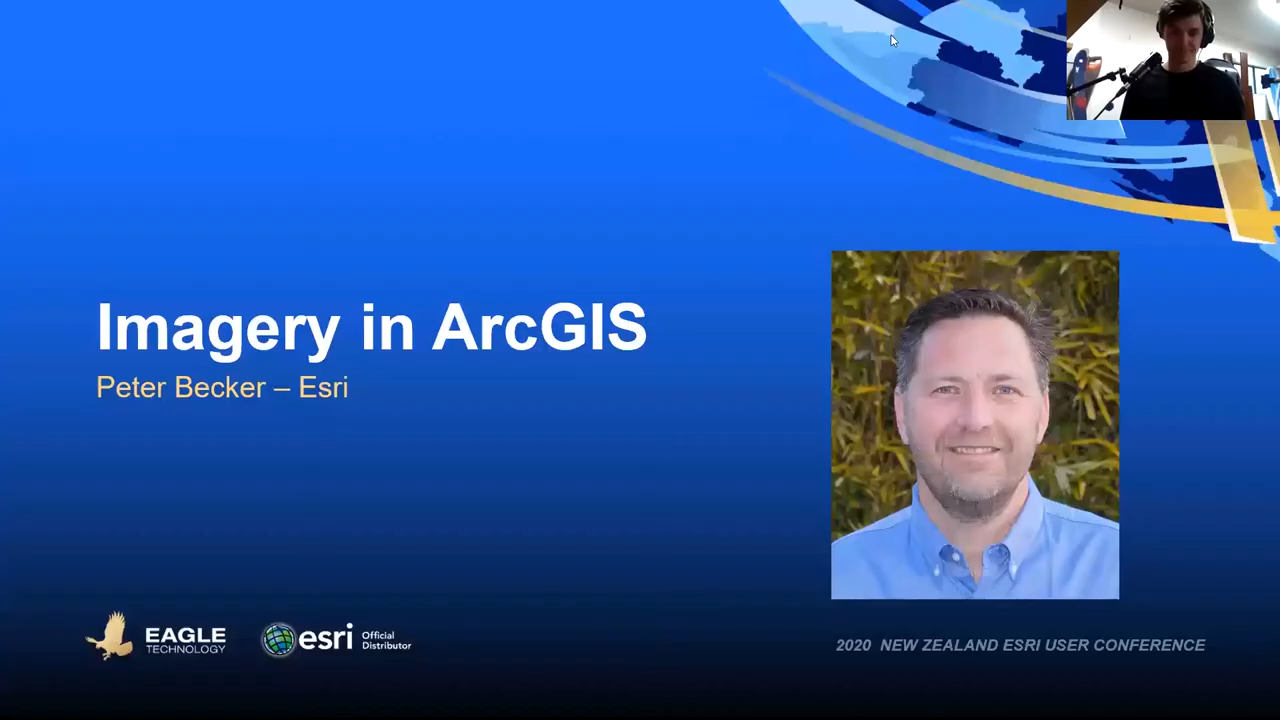 Imagery in ArcGIS
Peter Becker – Esri
EAGLE
TECHNOLOGY
esri
Official
Distributor
2020 NEW ZEALAND ESRI USER CONFERENCE